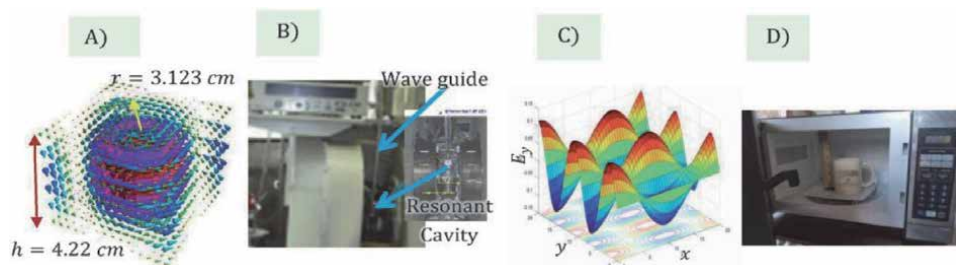 A)
r = 3.123 cm
h = 4.22 cm
B)
Wave guide
Resonant
Cavity
C)
E_y
y
x
D)